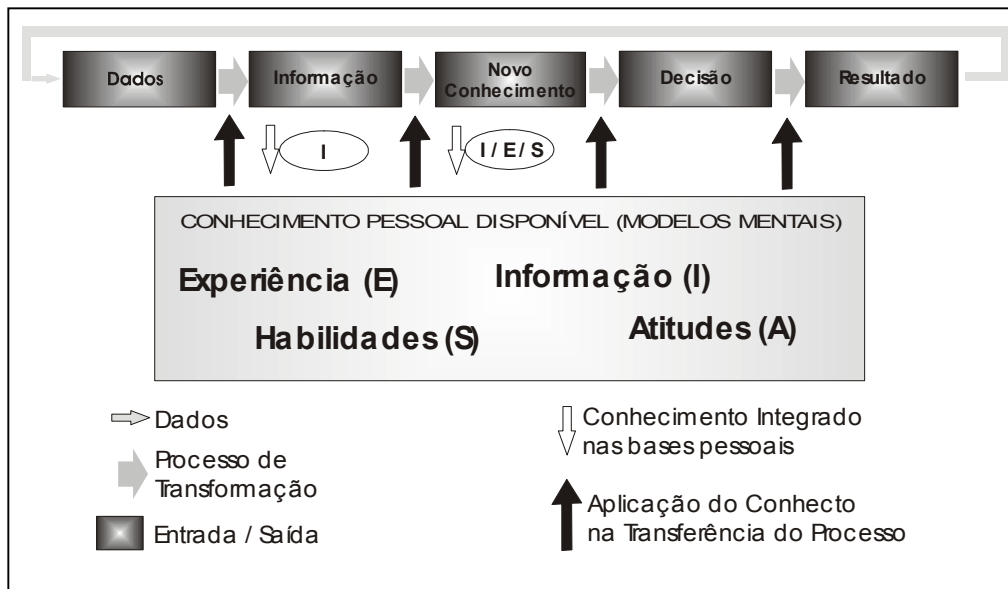 Dados
Informação
Novo
Conhecimento
Decisão
Resultado
I
I / E / S
CONHECIMENTO PESSOAL DISPONÍVEL (MODELOS MENTAIS)
Experiência (E)
Informação (I)
Habilidades (S)
Atitudes (A)
Dados
Processo de
Transformação
Entrada / Saída
Conhecimento Integrado
nas bases pessoais
Aplicação do Conhecto
na Transferência do Processo